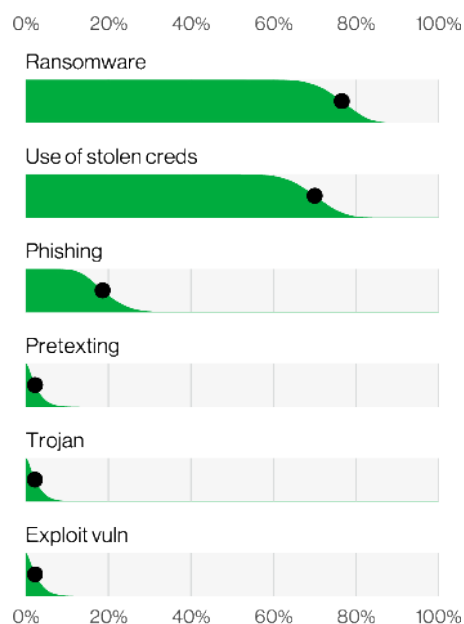 0% 20% 40% 60% 80% 100%
Ransomware
Use of stolen creds
Phishing
Pretexting
Trojan
Exploit vuln
0% 20% 40% 60% 80% 100%